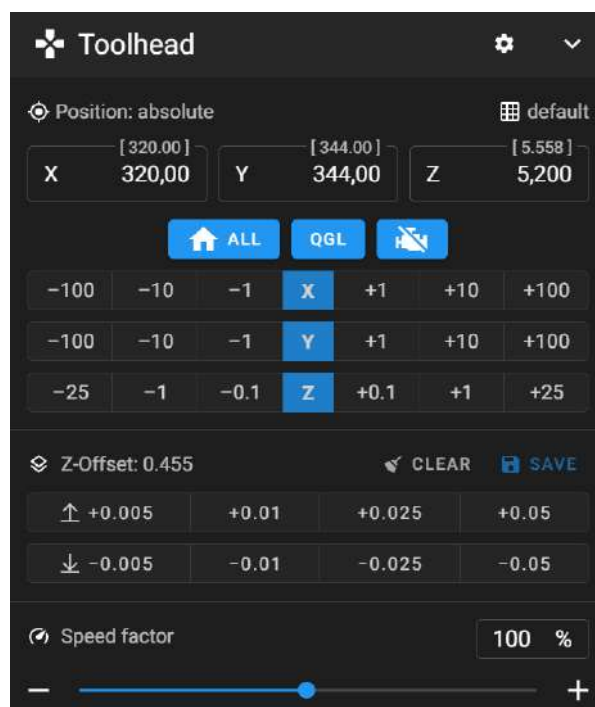 Toolhead
Position: absolute default
[ 320.00 ] [ 344.00 ] [ 5.558 ]
X 320,00 Y 344,00 Z 5,200
ALL QGL
−100 −10 −1 X +1 +10 +100
−100 −10 −1 Y +1 +10 +100
−25 −1 −0.1 Z +0.1 +1 +25
Z-Offset: 0.455 CLEAR SAVE
+0.005 +0.01 +0.025 +0.05
−0.005 −0.01 −0.025 −0.05
Speed factor 100 %